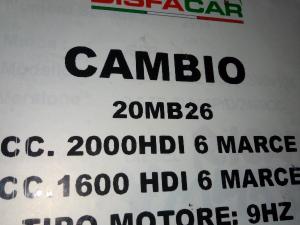 DISFACAR
CAMBIO
20MB26
CC. 2000HDI 6 MARCE
CC.1600 HDI 6 MARCE
TIPO MOTORE: 9HZ